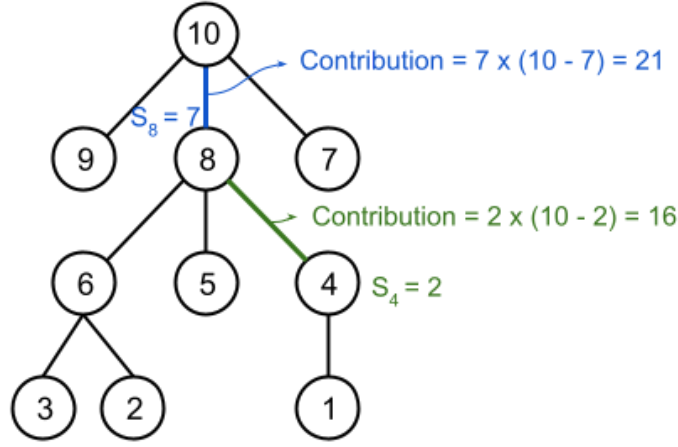 10
Contribution = 7 x (10 - 7) = 21
S₈ = 7
9
8
7
Contribution = 2 x (10 - 2) = 16
6
5
4
S₄ = 2
3
2
1